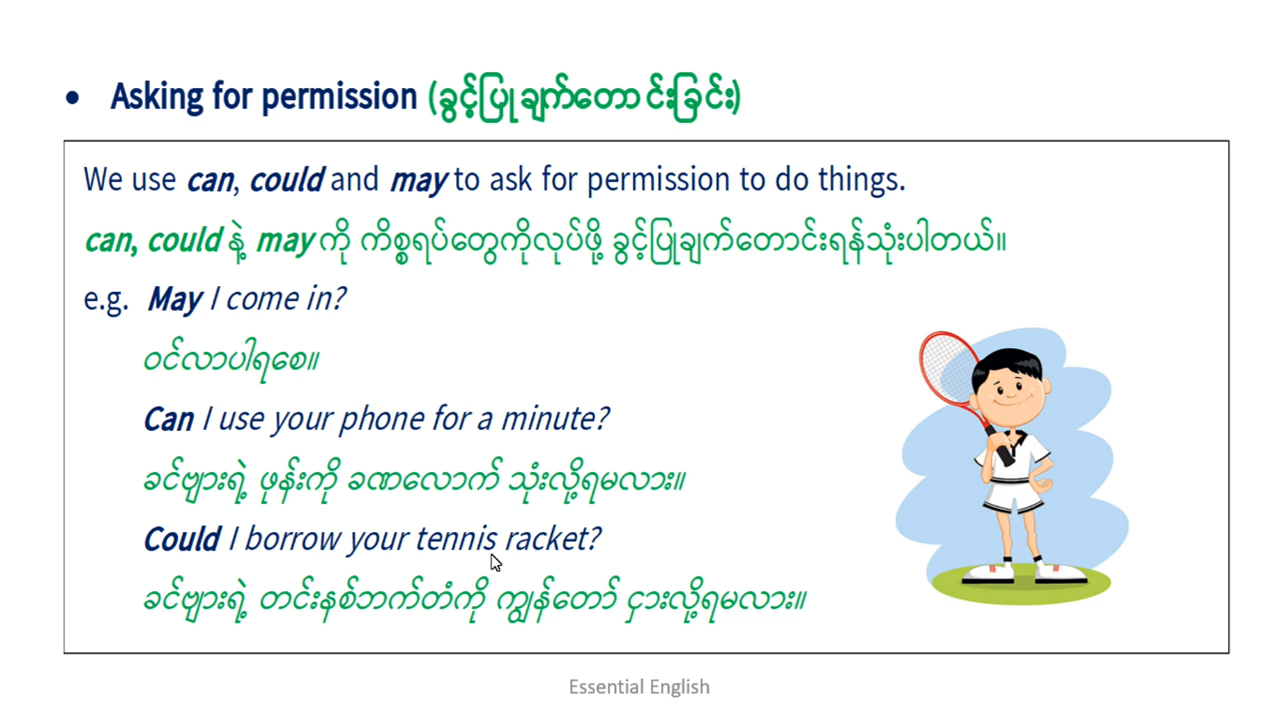 • Asking for permission (ခွင့်ပြုချက်တောင်းခြင်း)
We use can, could and may to ask for permission to do things.
can, could နဲ့ may ကို ကိစ္စရပ်တွေကိုလုပ်ဖို့ ခွင့်ပြုချက်တောင်းရန်သုံးပါတယ်။
e.g. May I come in?
ဝင်လာပါရစေ။
Can I use your phone for a minute?
ခင်ဗျားရဲ့ ဖုန်းကို ခဏလောက် သုံးလို့ရမလား။
Could I borrow your tennis racket?
ခင်ဗျားရဲ့ တင်းနစ်ဘက်တံကို ကျွန်တော် ငှားလို့ရမလား။
Essential English